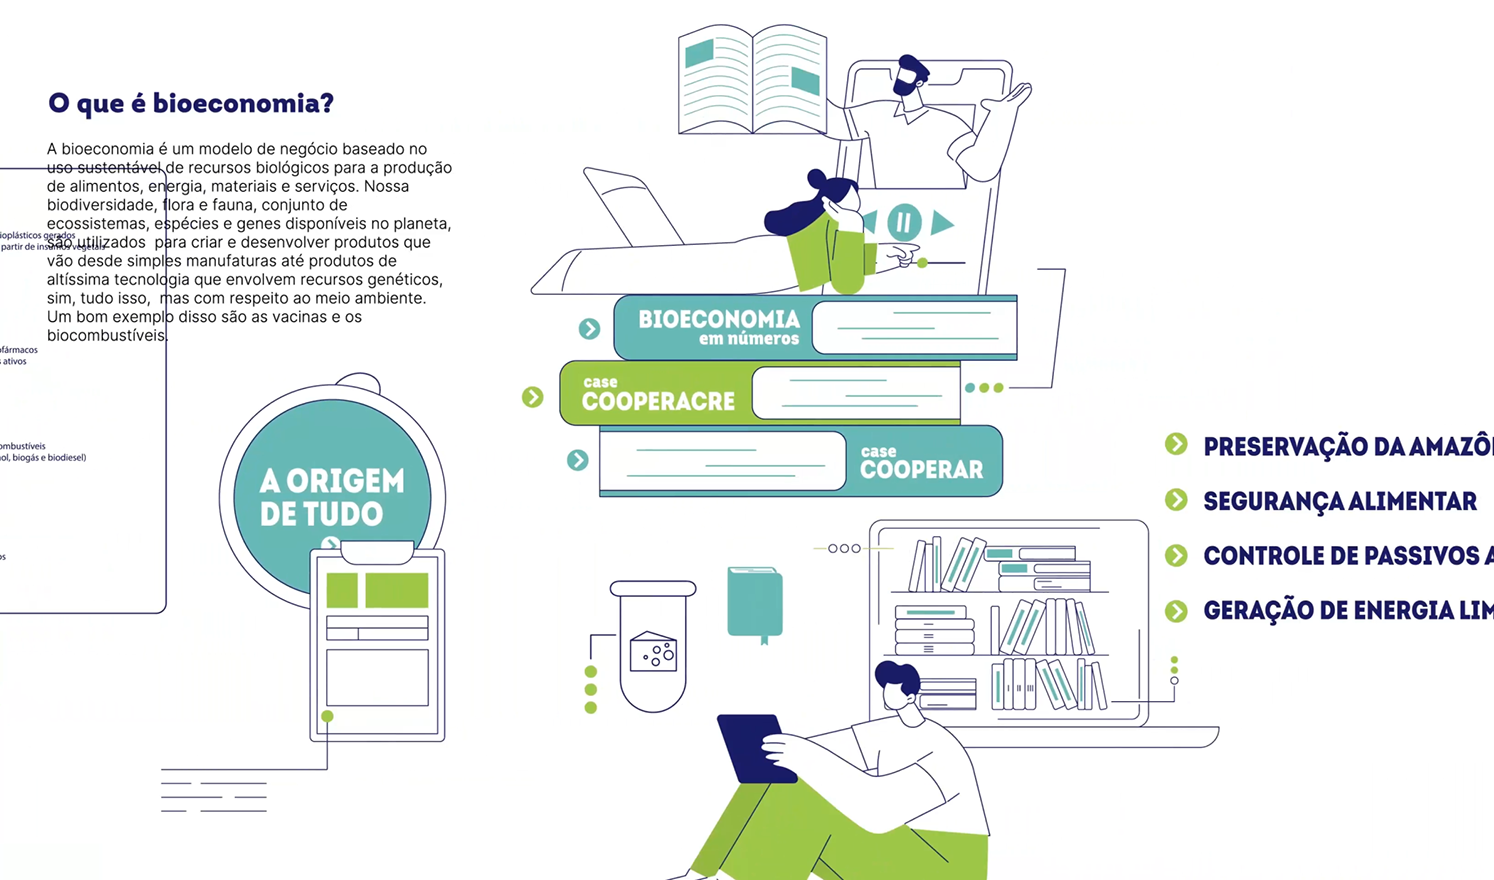 O que é bioeconomia?
A bioeconomia é um modelo de negócio baseado no
uso sustentável de recursos biológicos para a produção
de alimentos, energia, materiais e serviços. Nossa
biodiversidade, flora e fauna, conjunto de
ecossistemas, espécies e genes disponíveis no planeta,
são utilizados para criar e desenvolver produtos que
vão desde simples manufaturas até produtos de
altíssima tecnologia que envolvem recursos genéticos,
sim, tudo isso, mas com respeito ao meio ambiente.
Um bom exemplo disso são as vacinas e os
biocombustíveis.
ioplásticos gerados
partir de insumos vegetais
ofármacos
s ativos
ombustíveis
ol, biogás e biodiesel)
os
A ORIGEM
DE TUDO
BIOECONOMIA
em números
case
COOPERACRE
case
COOPERAR
PRESERVAÇÃO DA AMAZÔ
SEGURANÇA ALIMENTAR
CONTROLE DE PASSIVOS A
GERAÇÃO DE ENERGIA LIM